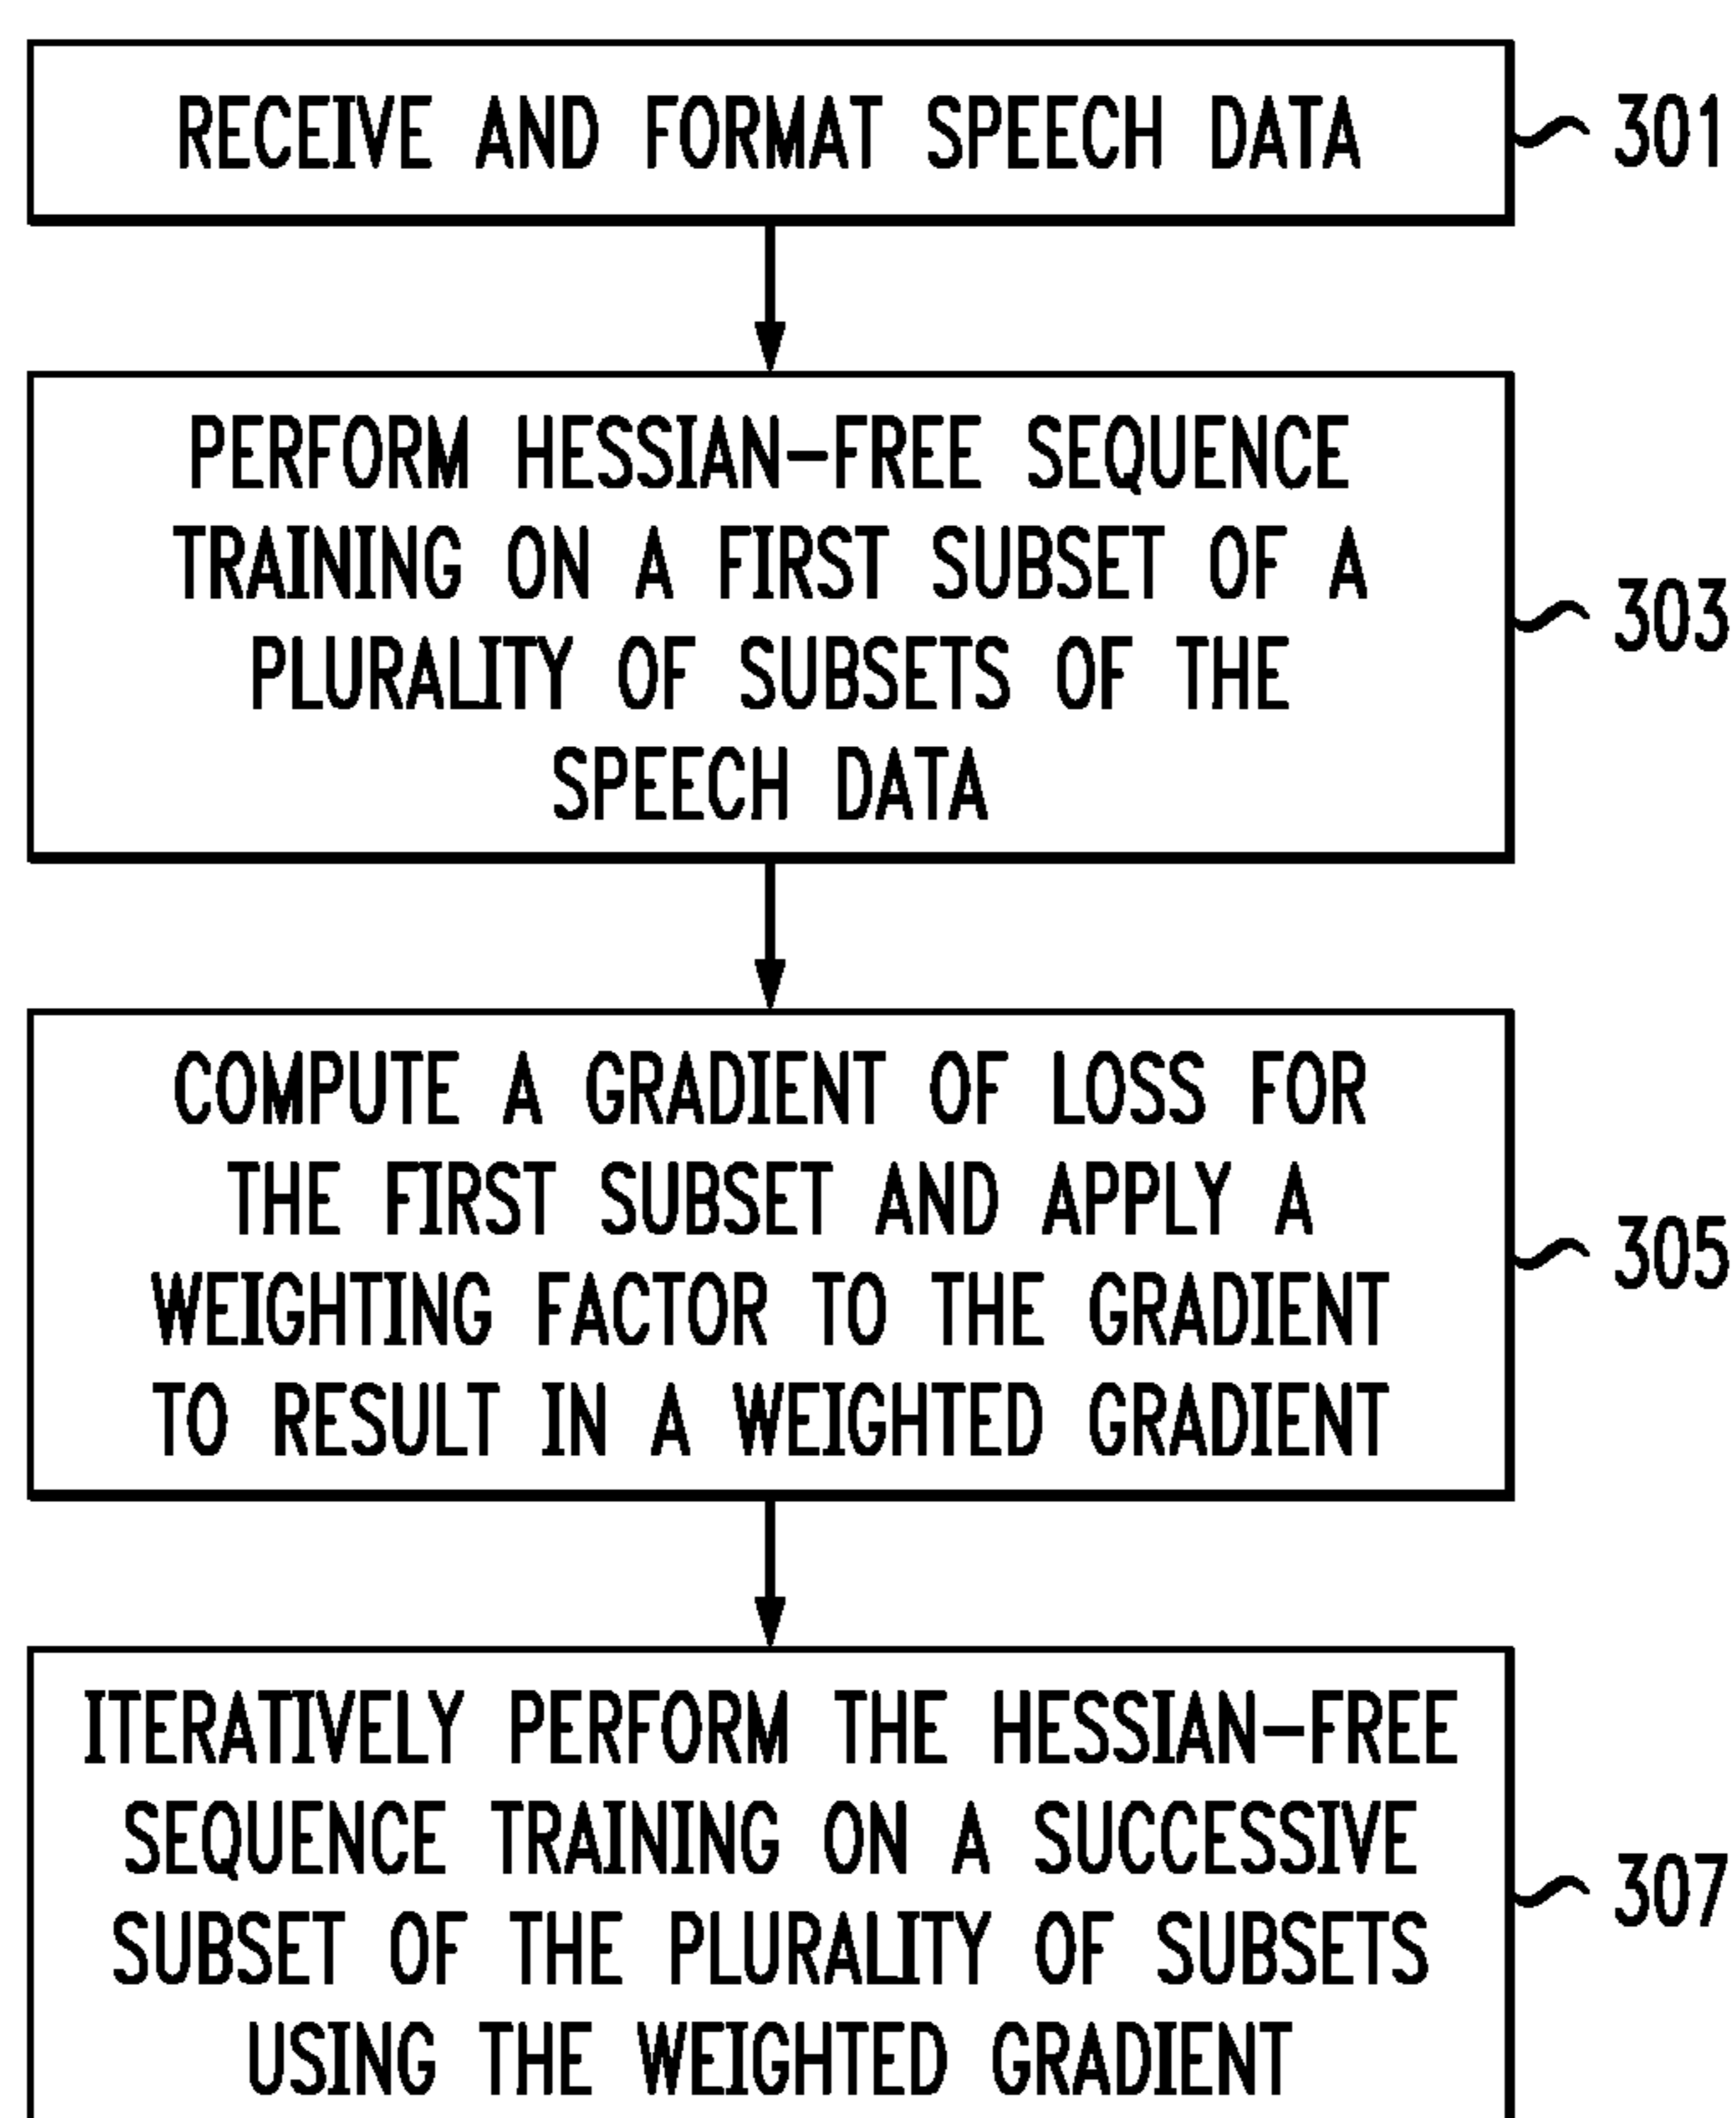 RECEIVE AND FORMAT SPEECH DATA
301
PERFORM HESSIAN-FREE SEQUENCE
TRAINING ON A FIRST SUBSET OF A
PLURALITY OF SUBSETS OF THE
SPEECH DATA
303
COMPUTE A GRADIENT OF LOSS FOR
THE FIRST SUBSET AND APPLY A
WEIGHTING FACTOR TO THE GRADIENT
TO RESULT IN A WEIGHTED GRADIENT
305
ITERATIVELY PERFORM THE HESSIAN-FREE
SEQUENCE TRAINING ON A SUCCESSIVE
SUBSET OF THE PLURALITY OF SUBSETS
USING THE WEIGHTED GRADIENT
307